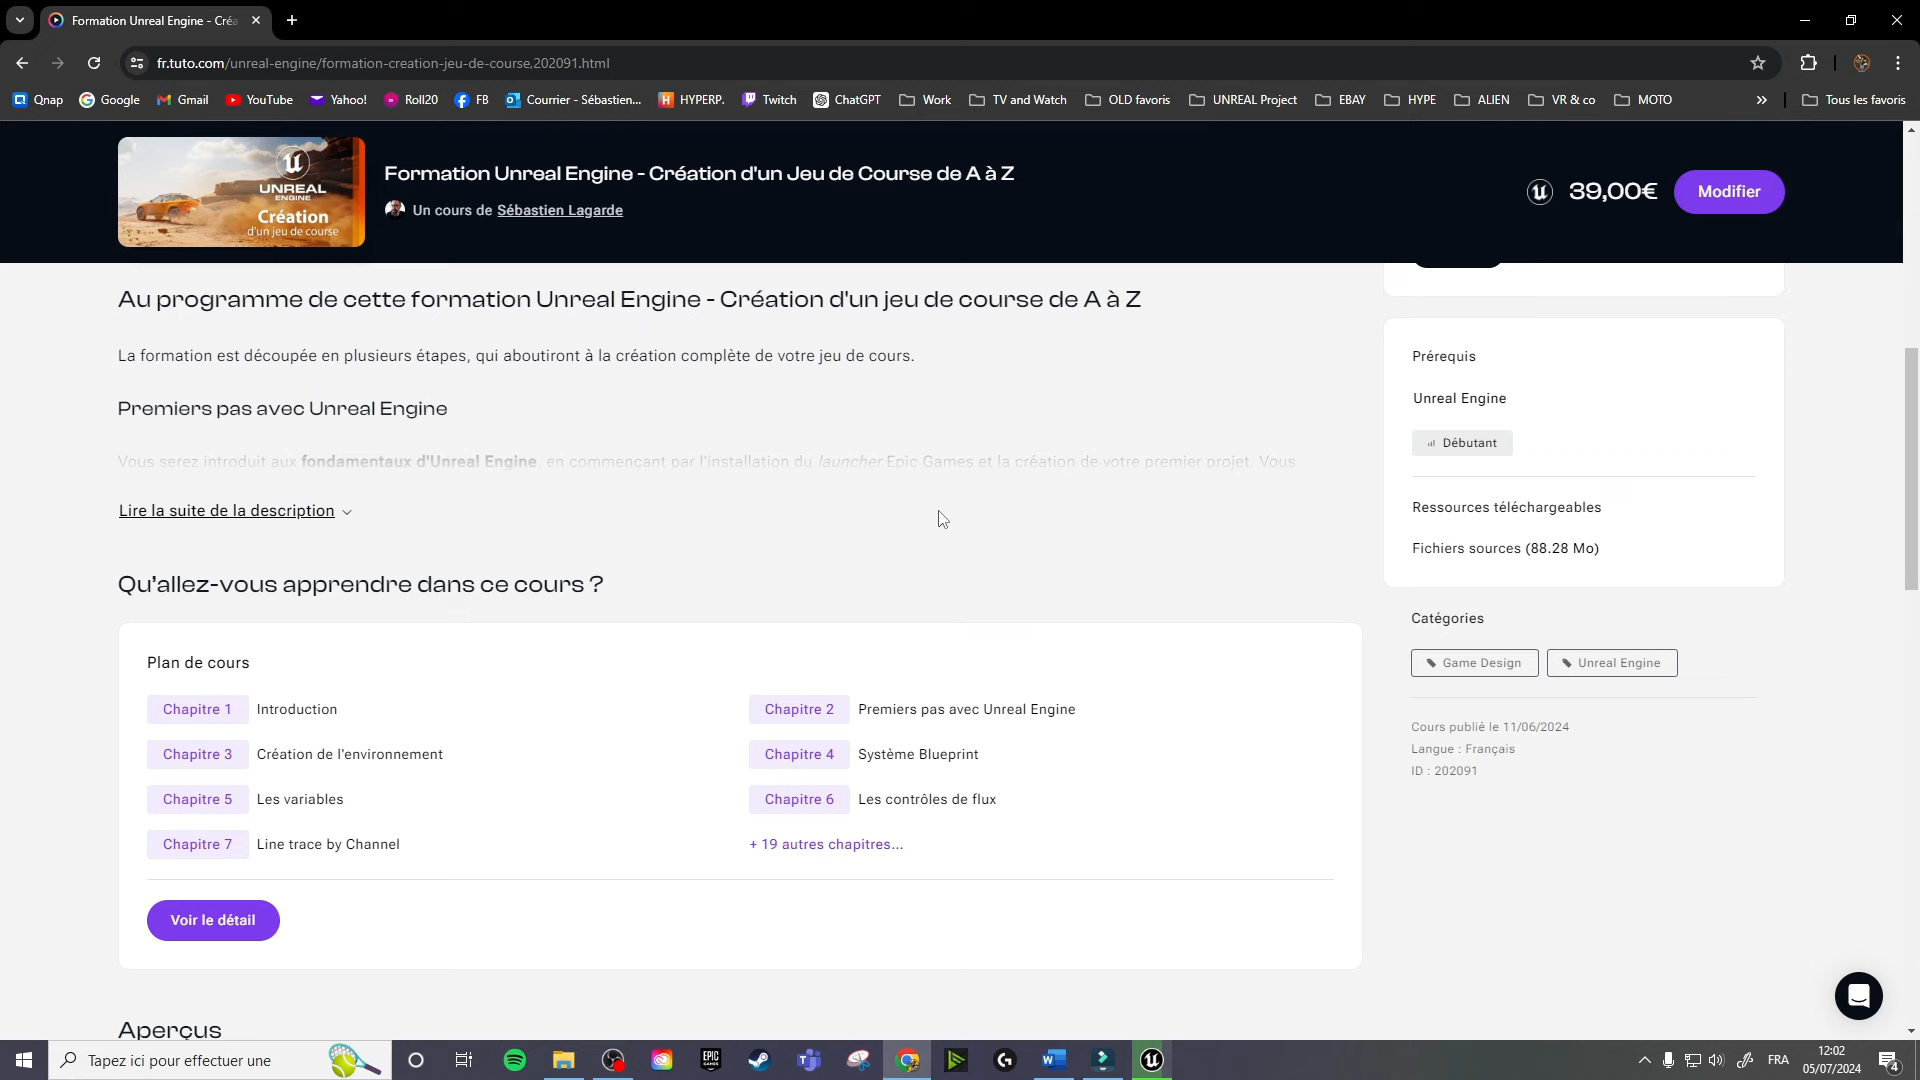 Formation Unreal Engine - Créa
fr.tuto.com/unreal-engine/formation-creation-jeu-de-course,202091.html
Qnap
Google
Gmail
YouTube
Yahoo!
Roll20
FB
Courrier - Sébastien...
HYPERP.
Twitch
ChatGPT
Work
TV and Watch
OLD favoris
UNREAL Project
EBAY
HYPE
ALIEN
VR & co
MOTO
Tous les favoris
UNREAL
ENGINE
Création
d'un jeu de course
Formation Unreal Engine - Création d'un Jeu de Course de A à Z
Un cours de Sébastien Lagarde
39,00€
Modifier
Au programme de cette formation Unreal Engine - Création d'un jeu de course de A à Z
La formation est découpée en plusieurs étapes, qui aboutiront à la création complète de votre jeu de cours.
Premiers pas avec Unreal Engine
Vous serez introduit aux fondamentaux d'Unreal Engine, en commençant par l'installation du launcher Epic Games et la création de votre premier projet. Vous
Lire la suite de la description
Prérequis
Unreal Engine
Débutant
Ressources téléchargeables
Fichiers sources (88.28 Mo)
Qu'allez-vous apprendre dans ce cours ?
Plan de cours
Chapitre 1 Introduction
Chapitre 2 Premiers pas avec Unreal Engine
Chapitre 3 Création de l'environnement
Chapitre 4 Système Blueprint
Chapitre 5 Les variables
Chapitre 6 Les contrôles de flux
Chapitre 7 Line trace by Channel
+ 19 autres chapitres...
Voir le détail
Catégories
Game Design
Unreal Engine
Cours publié le 11/06/2024
Langue : Français
ID : 202091
Aperçus
Tapez ici pour effectuer une
EPIC
GAMES
FRA
12:02
05/07/2024
4